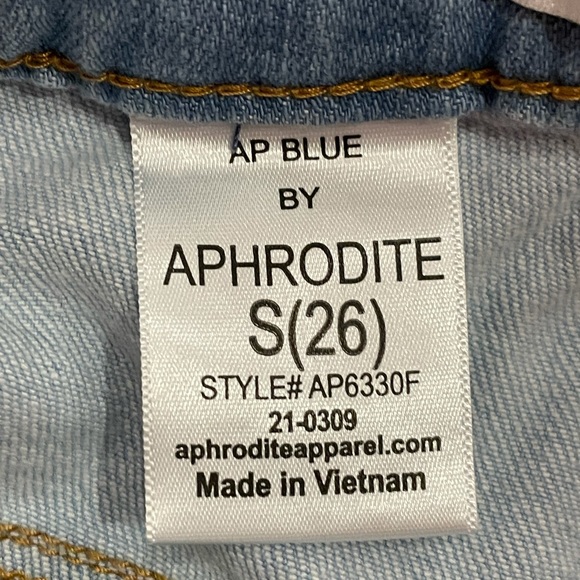 AP BLUE
BY
APHRODITE
S(26)
STYLE# AP6330F
21-0309
aphroditeapparel.com
Made in Vietnam